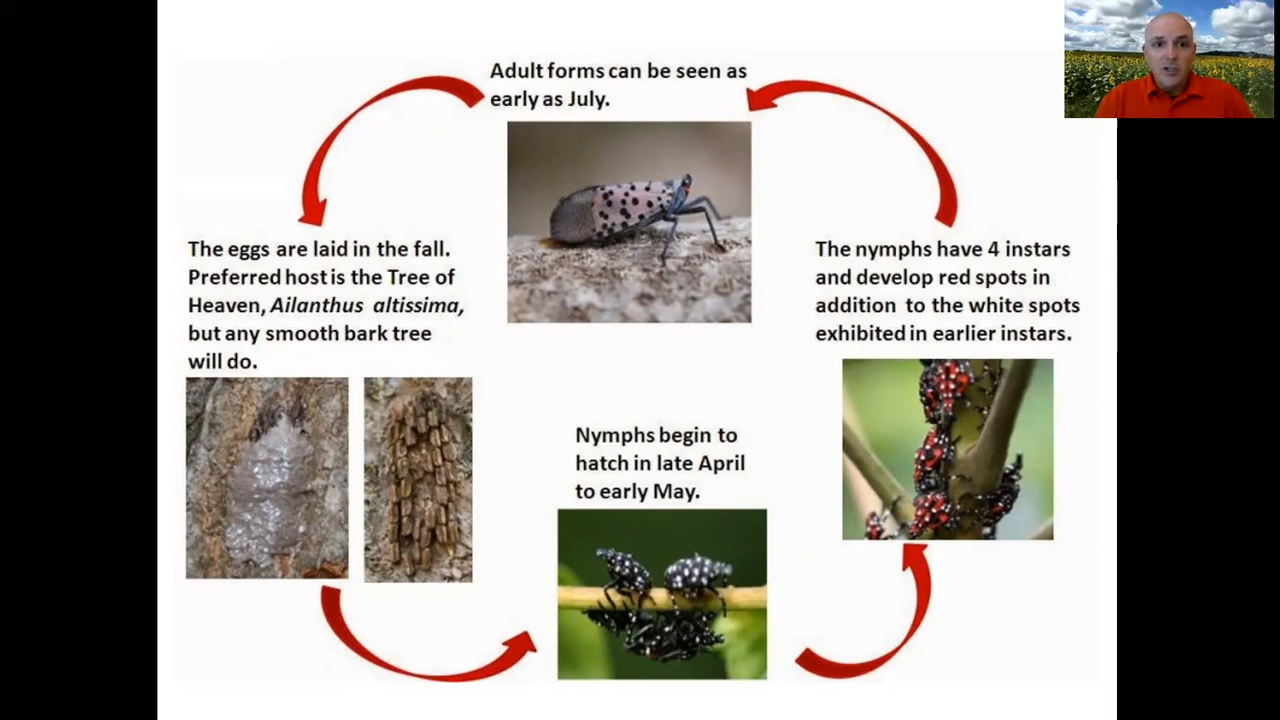 Adult forms can be seen as
early as July.
The eggs are laid in the fall.
Preferred host is the Tree of
Heaven, Ailanthus altissima,
but any smooth bark tree
will do.
The nymphs have 4 instars
and develop red spots in
addition to the white spots
exhibited in earlier instars.
Nymphs begin to
hatch in late April
to early May.